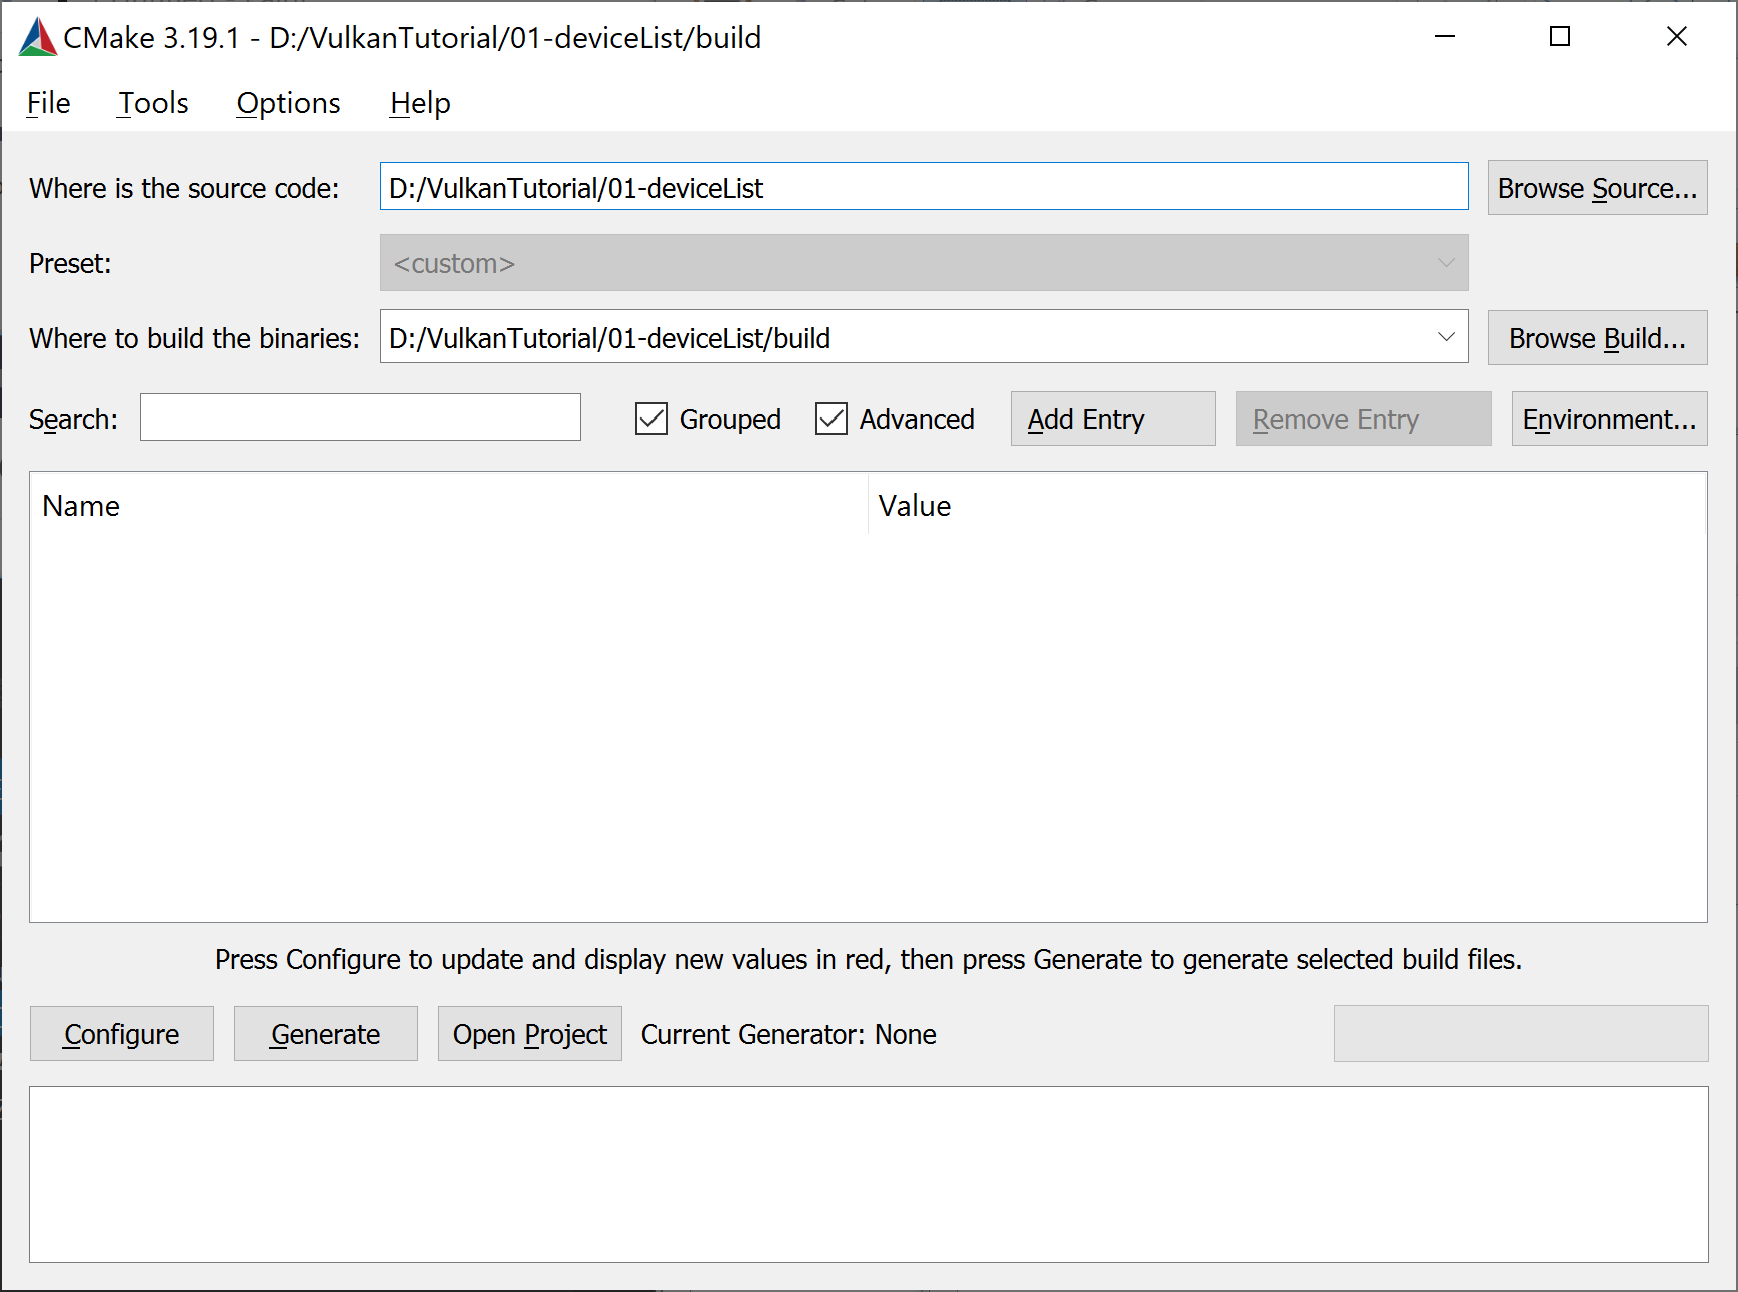 CMake 3.19.1 - D:/VulkanTutorial/01-deviceList/build
File Tools Options Help
Where is the source code: D:/VulkanTutorial/01-deviceList Browse Source...
Preset: <custom>
Where to build the binaries: D:/VulkanTutorial/01-deviceList/build Browse Build...
Search: Grouped Advanced Add Entry Remove Entry Environment...
Name Value
Press Configure to update and display new values in red, then press Generate to generate selected build files.
Configure Generate Open Project Current Generator: None